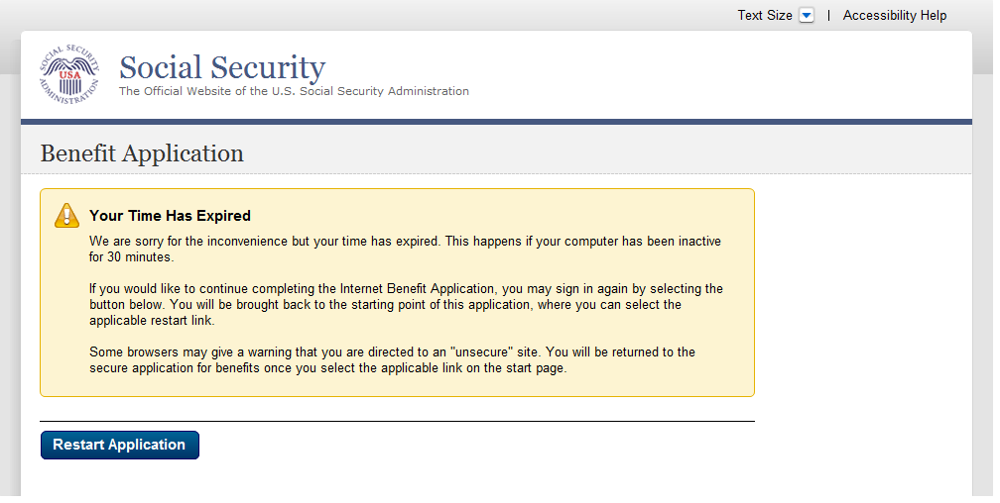 Text Size | Accessibility Help
SOCIAL SECURITY ADMINISTRATION
USA
Social Security
The Official Website of the U.S. Social Security Administration
Benefit Application
Your Time Has Expired
We are sorry for the inconvenience but your time has expired. This happens if your computer has been inactive
for 30 minutes.
If you would like to continue completing the Internet Benefit Application, you may sign in again by selecting the
button below. You will be brought back to the starting point of this application, where you can select the
applicable restart link.
Some browsers may give a warning that you are directed to an "unsecure" site. You will be returned to the
secure application for benefits once you select the applicable link on the start page.
Restart Application